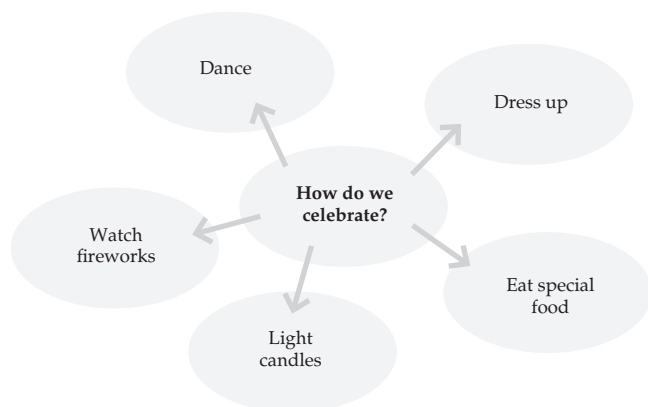 Dance
Dress up
How do we
celebrate?
Watch
fireworks
Eat special
food
Light
candles